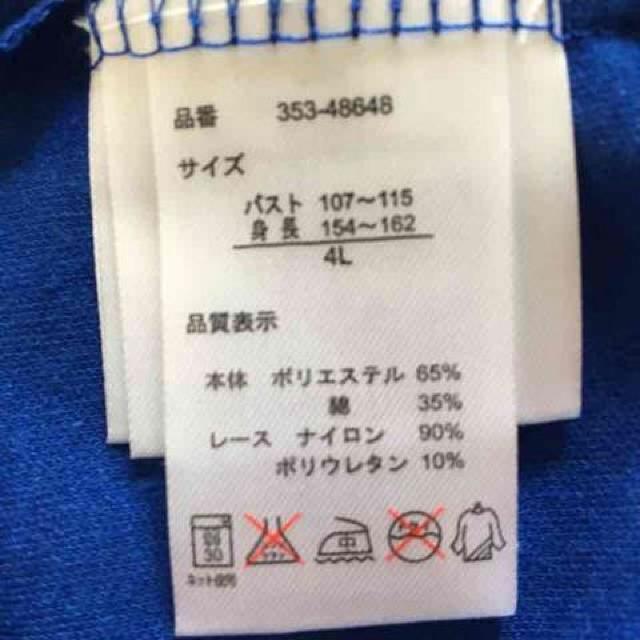 品番 353-48648
サイズ
バスト 107～115
身長 154～162
4L
品質表示
本体 ポリエステル 65%
綿 35%
レース ナイロン 90%
ポリウレタン 10%
30 中
ネット使用